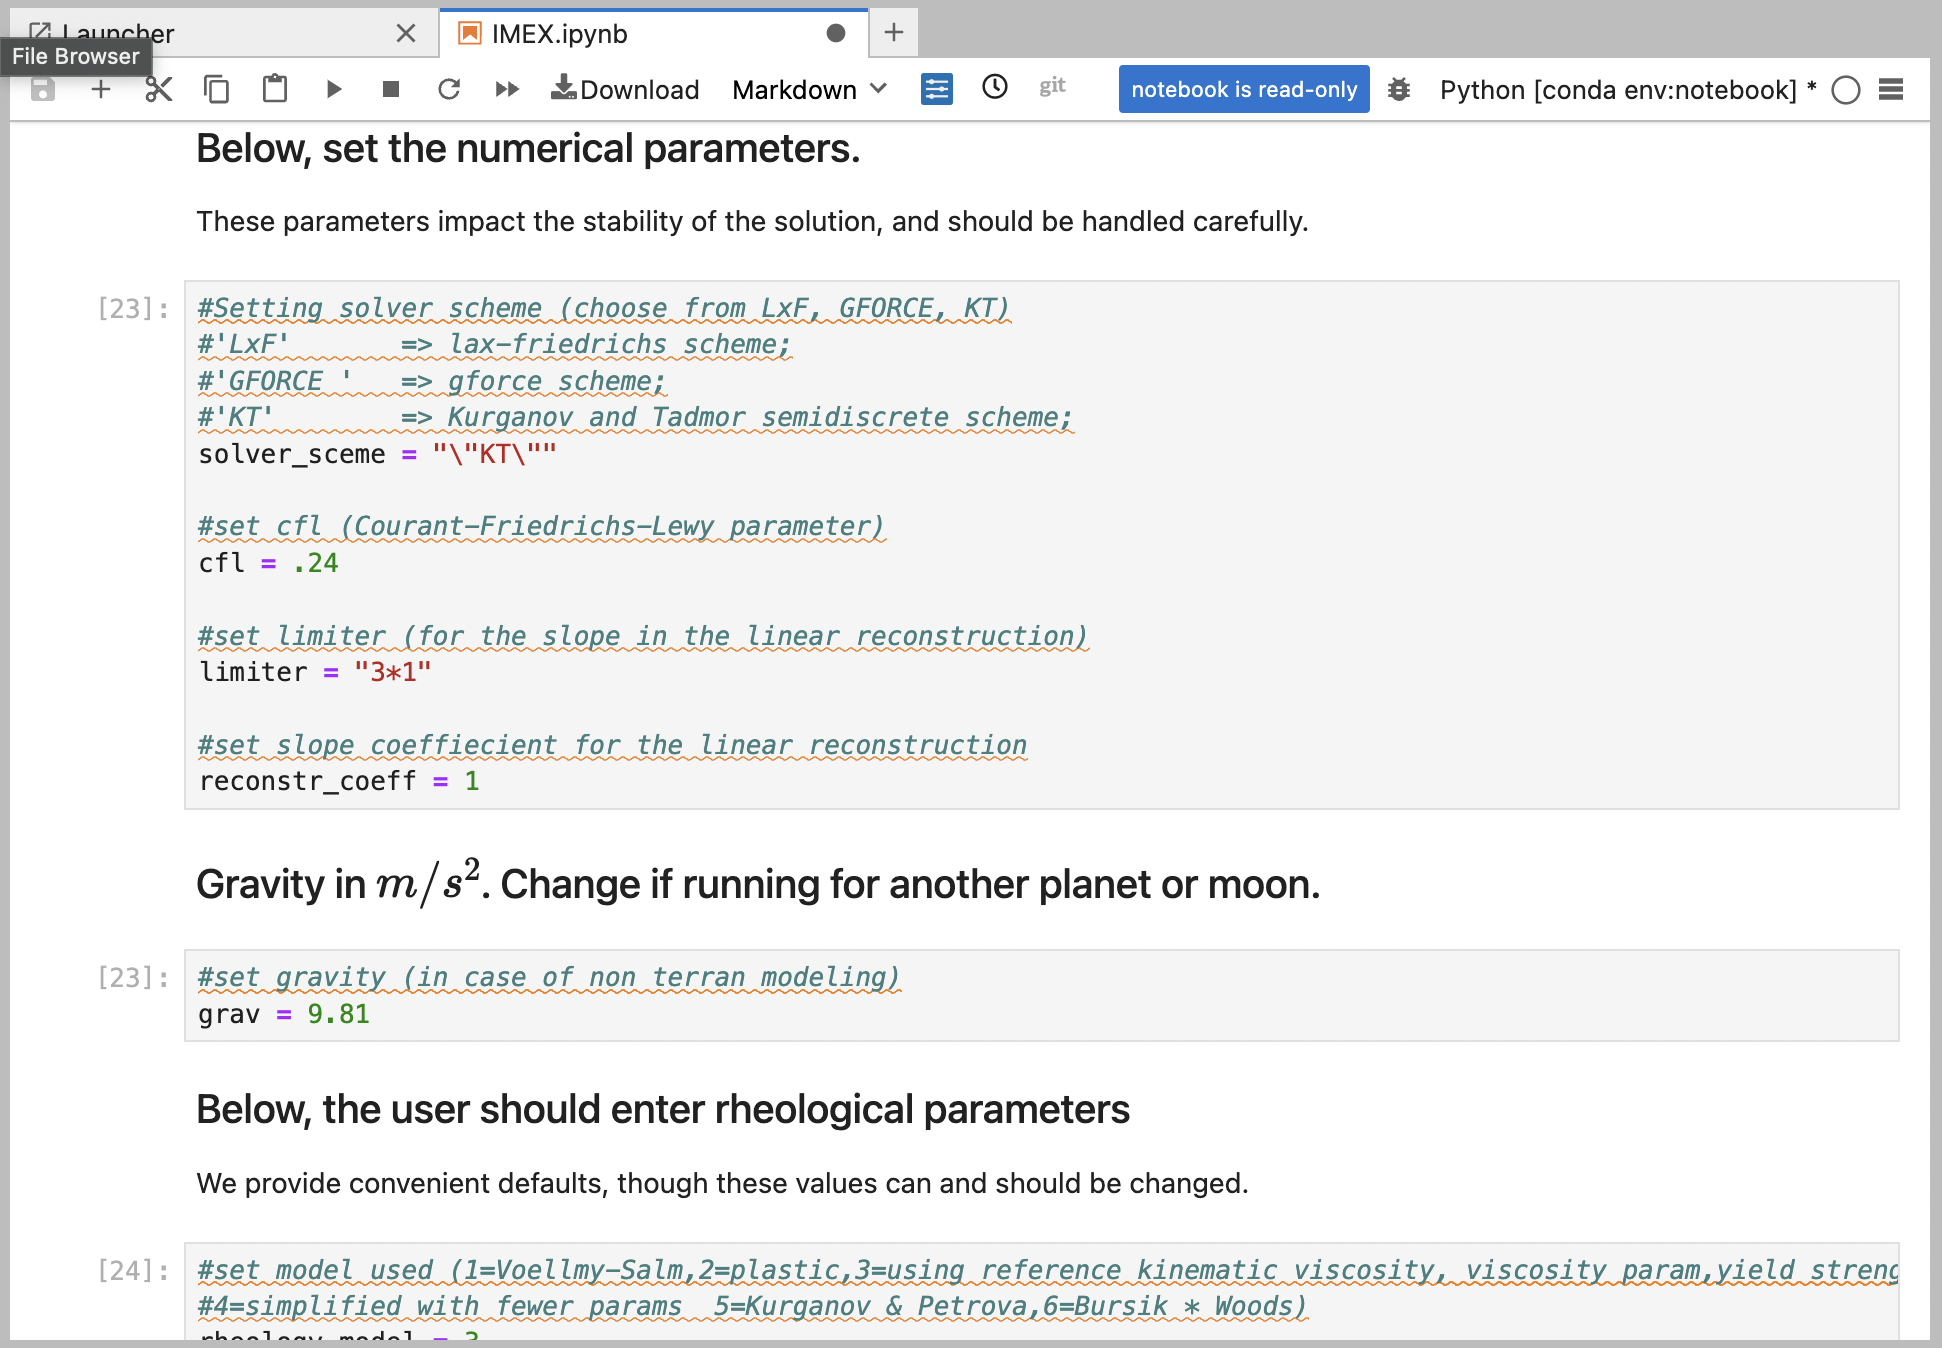 Launcher
IMEX.ipynb
File Browser
Download
Markdown
git
notebook is read-only
Python [conda env:notebook] *
Below, set the numerical parameters.
These parameters impact the stability of the solution, and should be handled carefully.
[23]:
#Setting solver scheme (choose from LxF, GFORCE, KT)
#'LxF'       => lax-friedrichs scheme;
#'GFORCE '   => gforce scheme;
#'KT'        => Kurganov and Tadmor semidiscrete scheme;
solver_sceme = "\"KT\""
#set cfl (Courant-Friedrichs-Lewy parameter)
cfl = .24
#set limiter (for the slope in the linear reconstruction)
limiter = "3*1"
#set slope coeffiecient for the linear reconstruction
reconstr_coeff = 1
Gravity in m/s². Change if running for another planet or moon.
[23]:
#set gravity (in case of non terran modeling)
grav = 9.81
Below, the user should enter rheological parameters
We provide convenient defaults, though these values can and should be changed.
[24]:
#set model used (1=Voellmy-Salm,2=plastic,3=using reference kinematic viscosity, viscosity param,yield streng
#4=simplified with fewer params  5=Kurganov & Petrova,6=Bursik * Woods)
rheology_model = 3